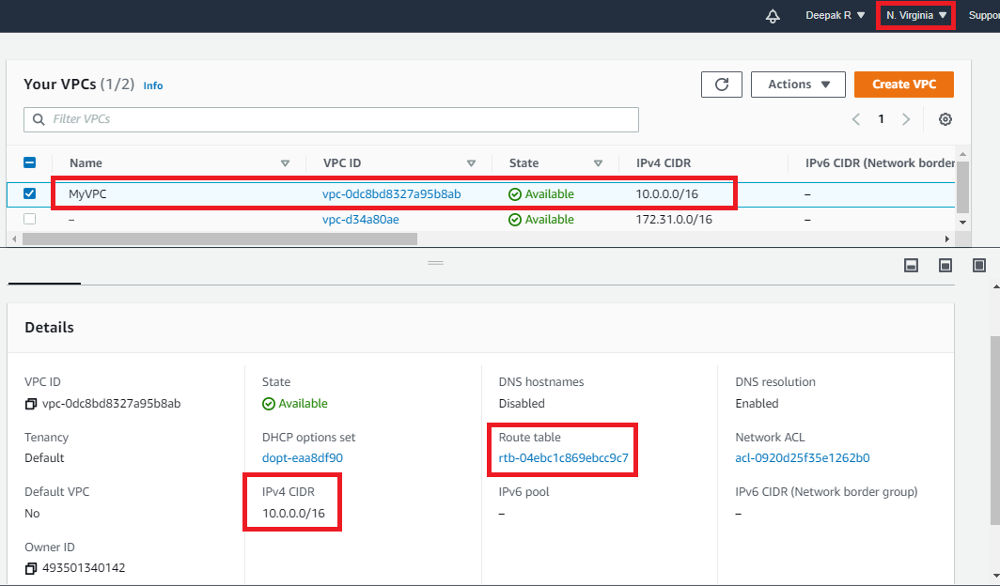 Deepak R N. Virginia Suppor
Your VPCs (1/2) Info Actions Create VPC
Filter VPCs 1
Name VPC ID State IPv4 CIDR IPv6 CIDR (Network border
MyVPC vpc-0dc8bd8327a95b8ab Available 10.0.0.0/16 –
– vpc-d34a80ae Available 172.31.0.0/16 –
Details
VPC ID State DNS hostnames DNS resolution
vpc-0dc8bd8327a95b8ab Available Disabled Enabled
Tenancy DHCP options set Route table Network ACL
Default dopt-eaa8df90 rtb-04ebc1c869ebcc9c7 acl-0920d25f35e1262b0
Default VPC IPv4 CIDR IPv6 pool IPv6 CIDR (Network border group)
No 10.0.0.0/16 – –
Owner ID
493501340142